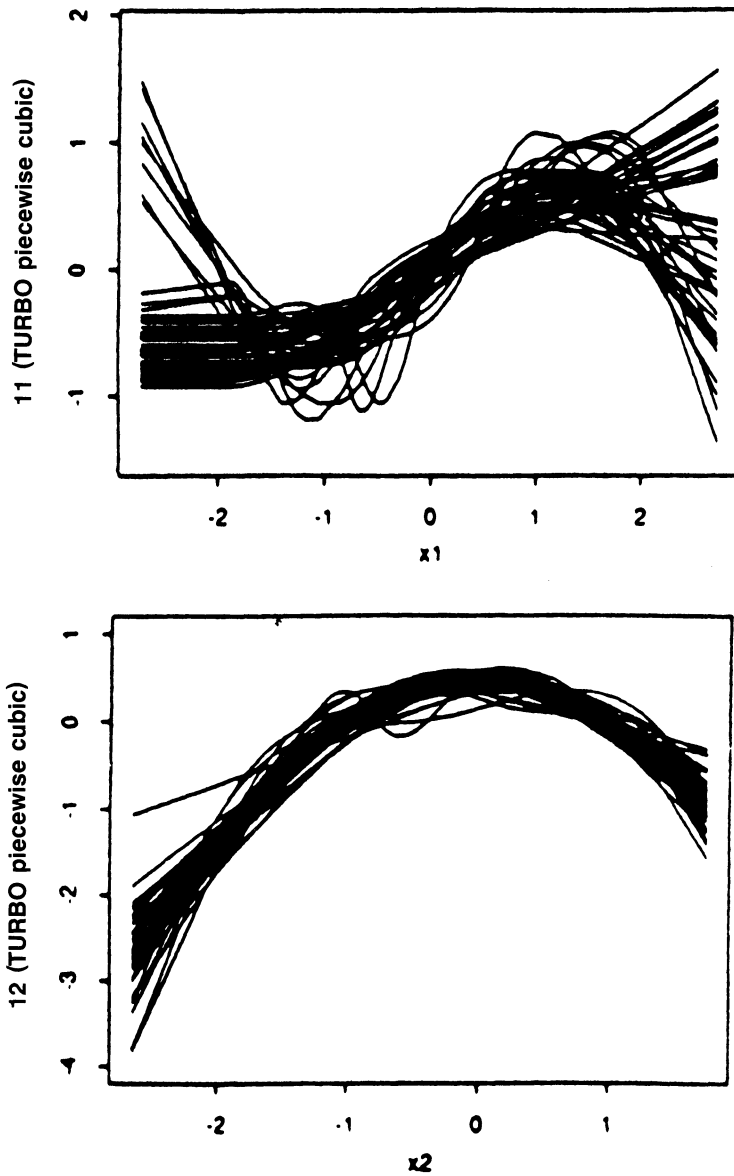 11 (TURBO piecewise cubic)
2
1
0
-1
-2 -1 0 1 2
x1
12 (TURBO piecewise cubic)
1
0
-1
-2
-3
-4
-2 -1 0 1
x2